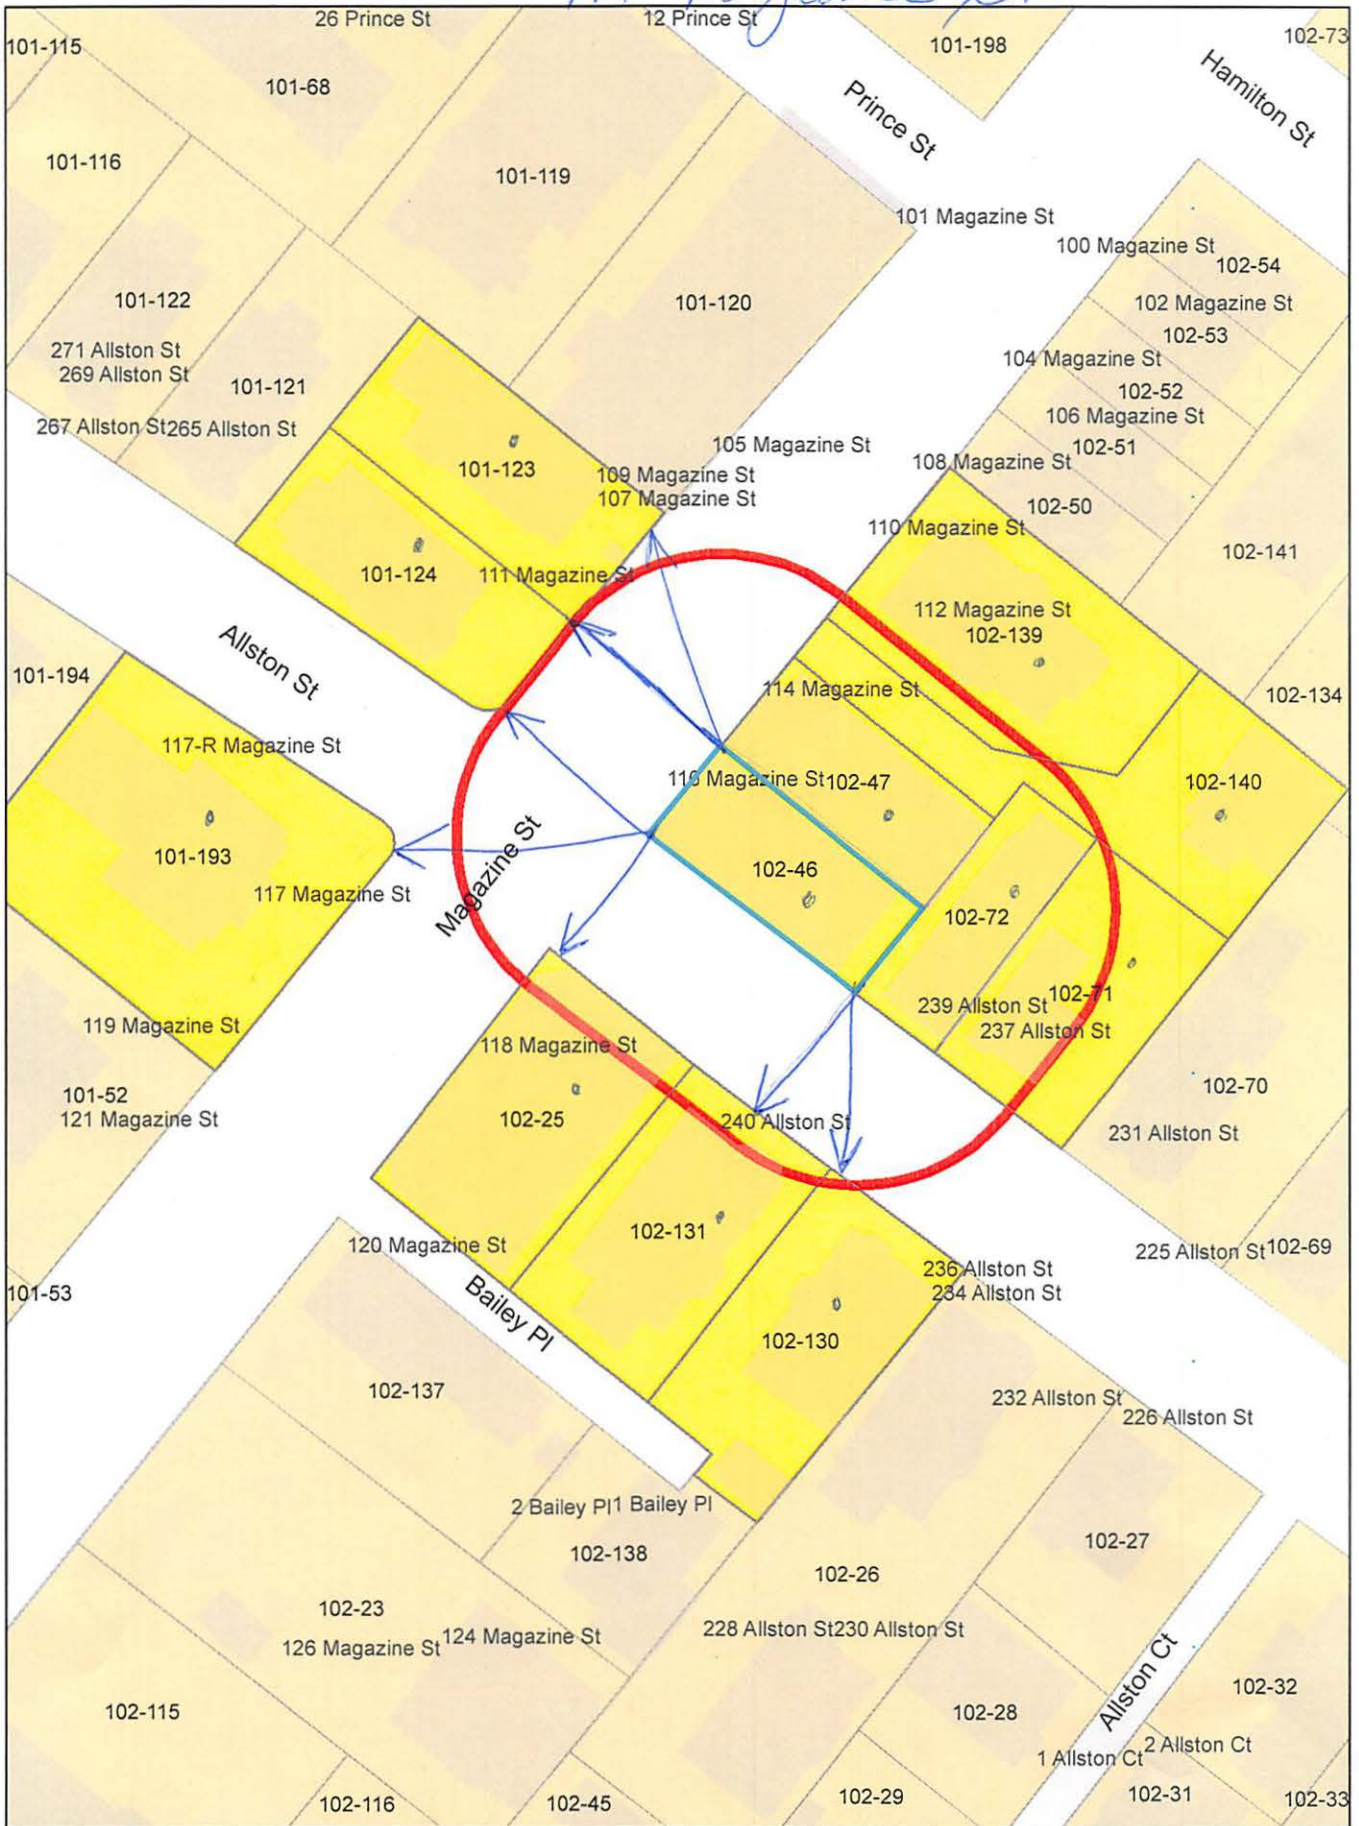 Magazine St
26 Prince St
12 Prince St
101-198
102-73
101-115
101-68
Hamilton St
Prince St
101-116
101-119
101 Magazine St
100 Magazine St
102-54
101-122
101-120
102 Magazine St
102-53
271 Allston St
269 Allston St
104 Magazine St
101-121
102-52
106 Magazine St
267 Allston St
265 Allston St
105 Magazine St
102-51
108 Magazine St
101-123
109 Magazine St
107 Magazine St
102-50
110 Magazine St
102-141
101-124
111 Magazine St
112 Magazine St
102-139
Allston St
101-194
114 Magazine St
102-134
117-R Magazine St
116 Magazine St
102-47
102-140
101-193
102-46
Magazine St
117 Magazine St
102-72
102-71
239 Allston St
119 Magazine St
237 Allston St
118 Magazine St
102-70
101-52
121 Magazine St
102-25
240 Allston St
231 Allston St
102-131
120 Magazine St
225 Allston St
102-69
236 Allston St
101-53
234 Allston St
Bailey Pl
102-130
102-137
232 Allston St
226 Allston St
2 Bailey Pl
1 Bailey Pl
102-138
102-27
102-26
102-23
228 Allston St
230 Allston St
126 Magazine St
124 Magazine St
Allston Ct
102-32
102-115
102-28
2 Allston Ct
1 Allston Ct
102-116
102-45
102-29
102-31
102-33